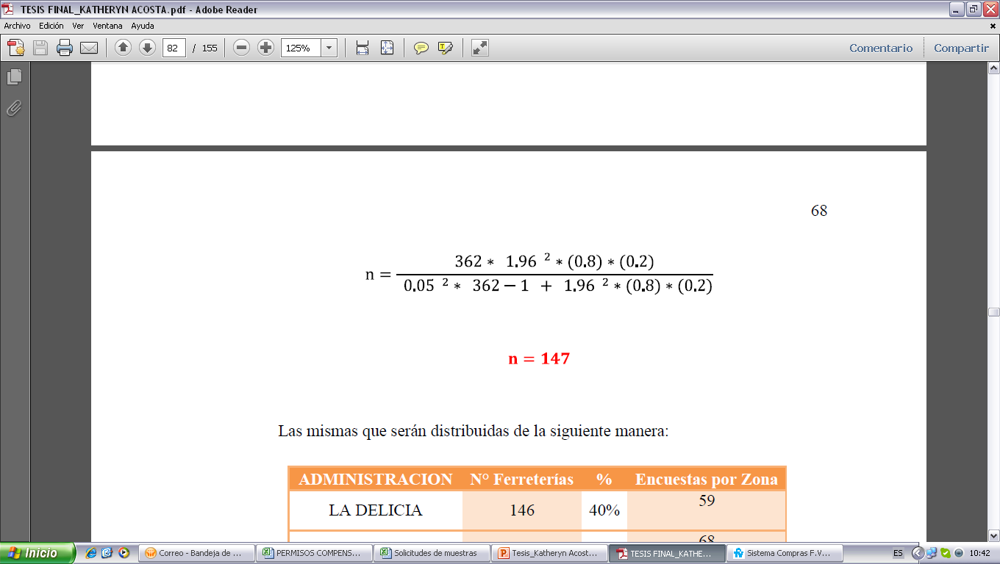 TESIS FINAL_KATHERYN ACOSTA.pdf - Adobe Reader
Archivo Edición Ver Ventana Ayuda
82 / 155 125% Comentario Compartir
68
n = 362 ∗ 1.96 ² ∗ (0.8) ∗ (0.2)
0.05 ² ∗ 362 − 1 + 1.96 ² ∗ (0.8) ∗ (0.2)
n = 147
Las mismas que serán distribuidas de la siguiente manera:
ADMINISTRACION N° Ferreterías % Encuestas por Zona
LA DELICIA 146 40% 59
68
Inicio Correo - Bandeja de ... PERMISOS COMPENS... Solicitudes de muestras Tesis_Katheryn Acost... TESIS FINAL_KATHE... Sistema Compras F.V... ES 10:42